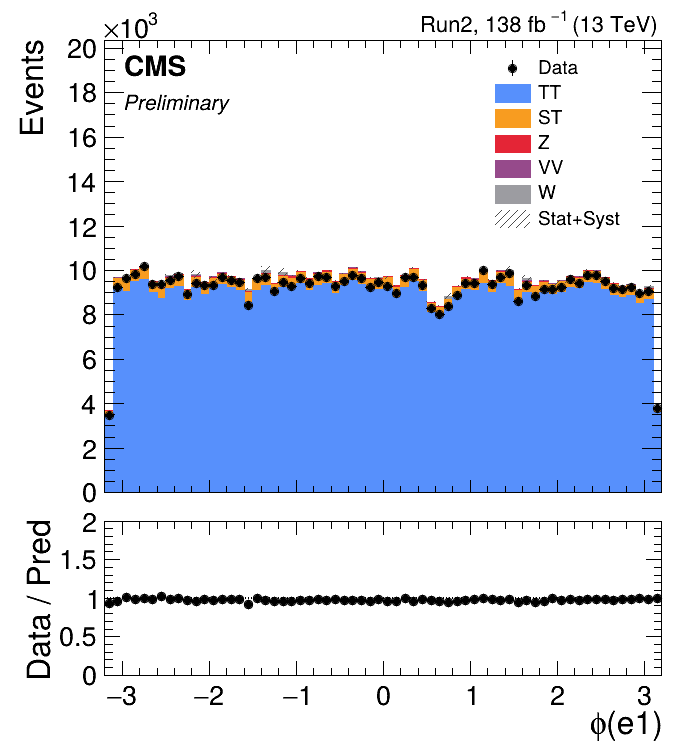 ×10³
Run2, 138 fb⁻¹ (13 TeV)
Events
20
18
16
14
12
10
8
6
4
2
0
CMS
Preliminary
Data
TT
ST
Z
VV
W
Stat+Syst
Data / Pred
2
1.5
1
0.5
0
−3 −2 −1 0 1 2 3
ϕ(e1)